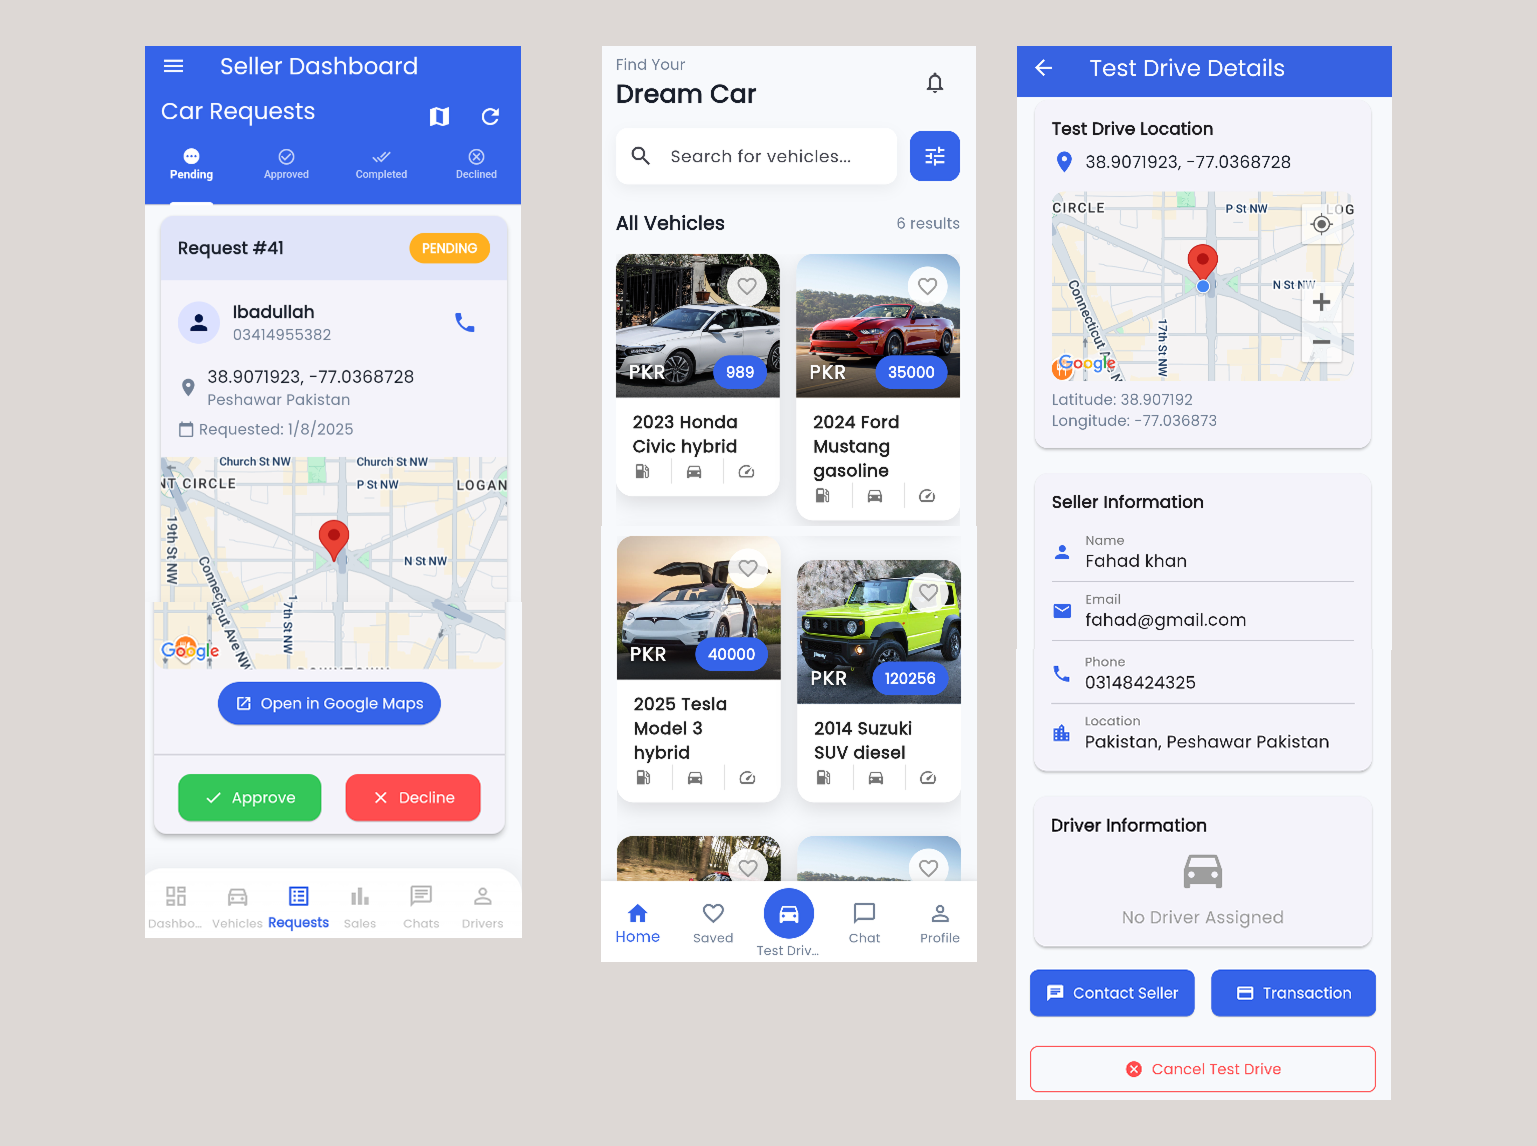 Seller Dashboard
Car Requests
Pending
Approved
Completed
Declined
Request #41
PENDING
Ibadullah
03414955382
38.9071923, -77.0368728
Peshawar Pakistan
Requested: 1/8/2025
Church St NW
Church St NW
P St NW
NT CIRCLE
LOGAN
19th St NW
N St NW
Connecticut Ave NW
17th St NW
Google
Open in Google Maps
Approve
Decline
Dashbo...
Vehicles
Requests
Sales
Chats
Drivers
Find Your
Dream Car
Search for vehicles...
All Vehicles
6 results
PKR
989
2023 Honda
Civic hybrid
PKR
35000
2024 Ford
Mustang
gasoline
PKR
40000
2025 Tesla
Model 3
hybrid
PKR
120256
2014 Suzuki
SUV diesel
Home
Saved
Test Driv...
Chat
Profile
Test Drive Details
Test Drive Location
38.9071923, -77.0368728
CIRCLE
P St NW
LOG
N St NW
Connecticut A
17th St NW
Google
Latitude: 38.907192
Longitude: -77.036873
Seller Information
Name
Fahad khan
Email
fahad@gmail.com
Phone
03148424325
Location
Pakistan, Peshawar Pakistan
Driver Information
No Driver Assigned
Contact Seller
Transaction
Cancel Test Drive